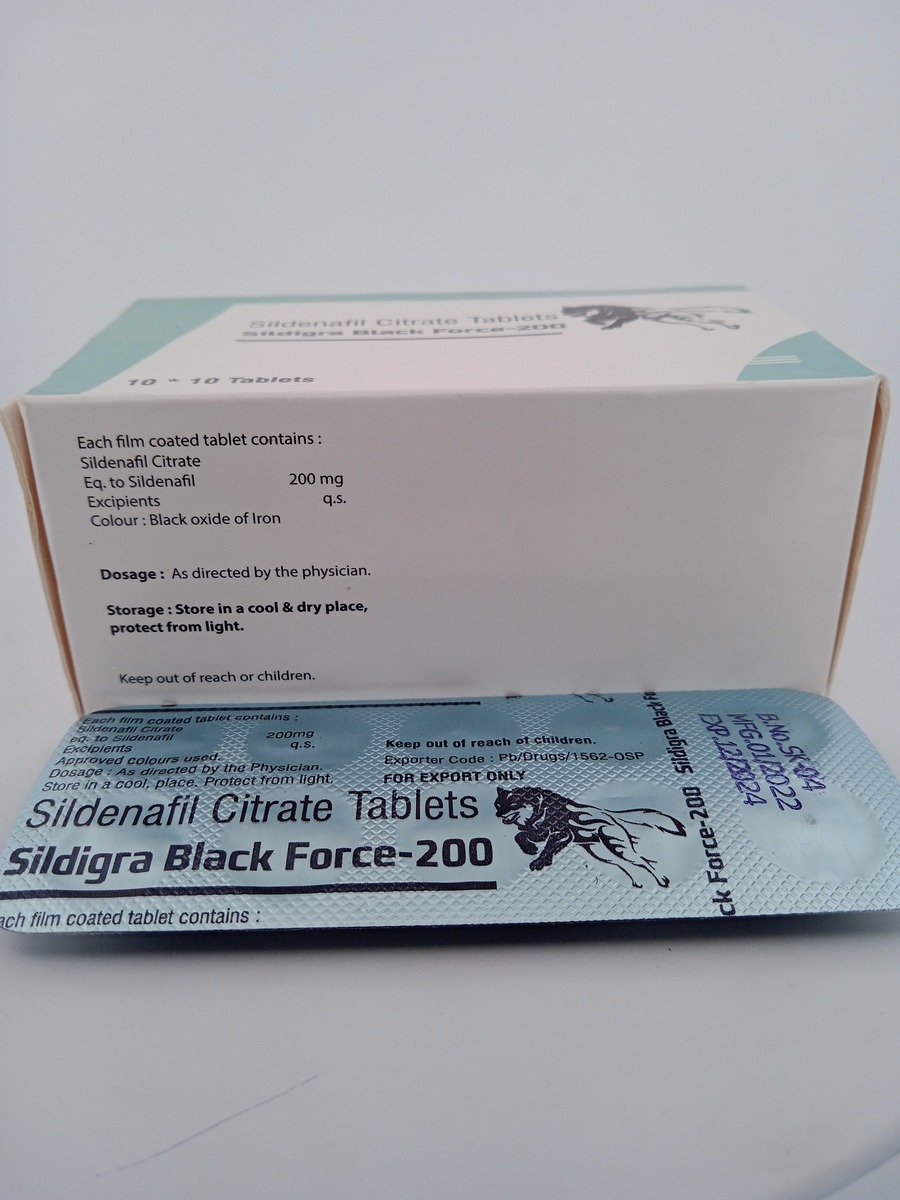 Sildenafil Citrate Tablets
Sildigra Black Force-200
10 * 10 Tablets
Each film coated tablet contains :
Sildenafil Citrate
Eq. to Sildenafil 200 mg
Excipients q.s.
Colour : Black oxide of Iron
Dosage : As directed by the physician.
Storage : Store in a cool & dry place,
protect from light.
Keep out of reach or children.
Each film coated tablet contains :
Sildenafil Citrate
eq. to Sildenafil 200mg
Excipients q.s.
Approved colours used.
Dosage : As directed by the Physician.
Store in a cool, place. Protect from light.
Keep out of reach of children.
Exporter Code : Pb/Drugs/1562-OSP
FOR EXPORT ONLY
Sildenafil Citrate Tablets
Sildigra Black Force-200
ach film coated tablet contains :
ck Force-200 Sildigra Black F
MFG.01/2022
EXP.12/2024